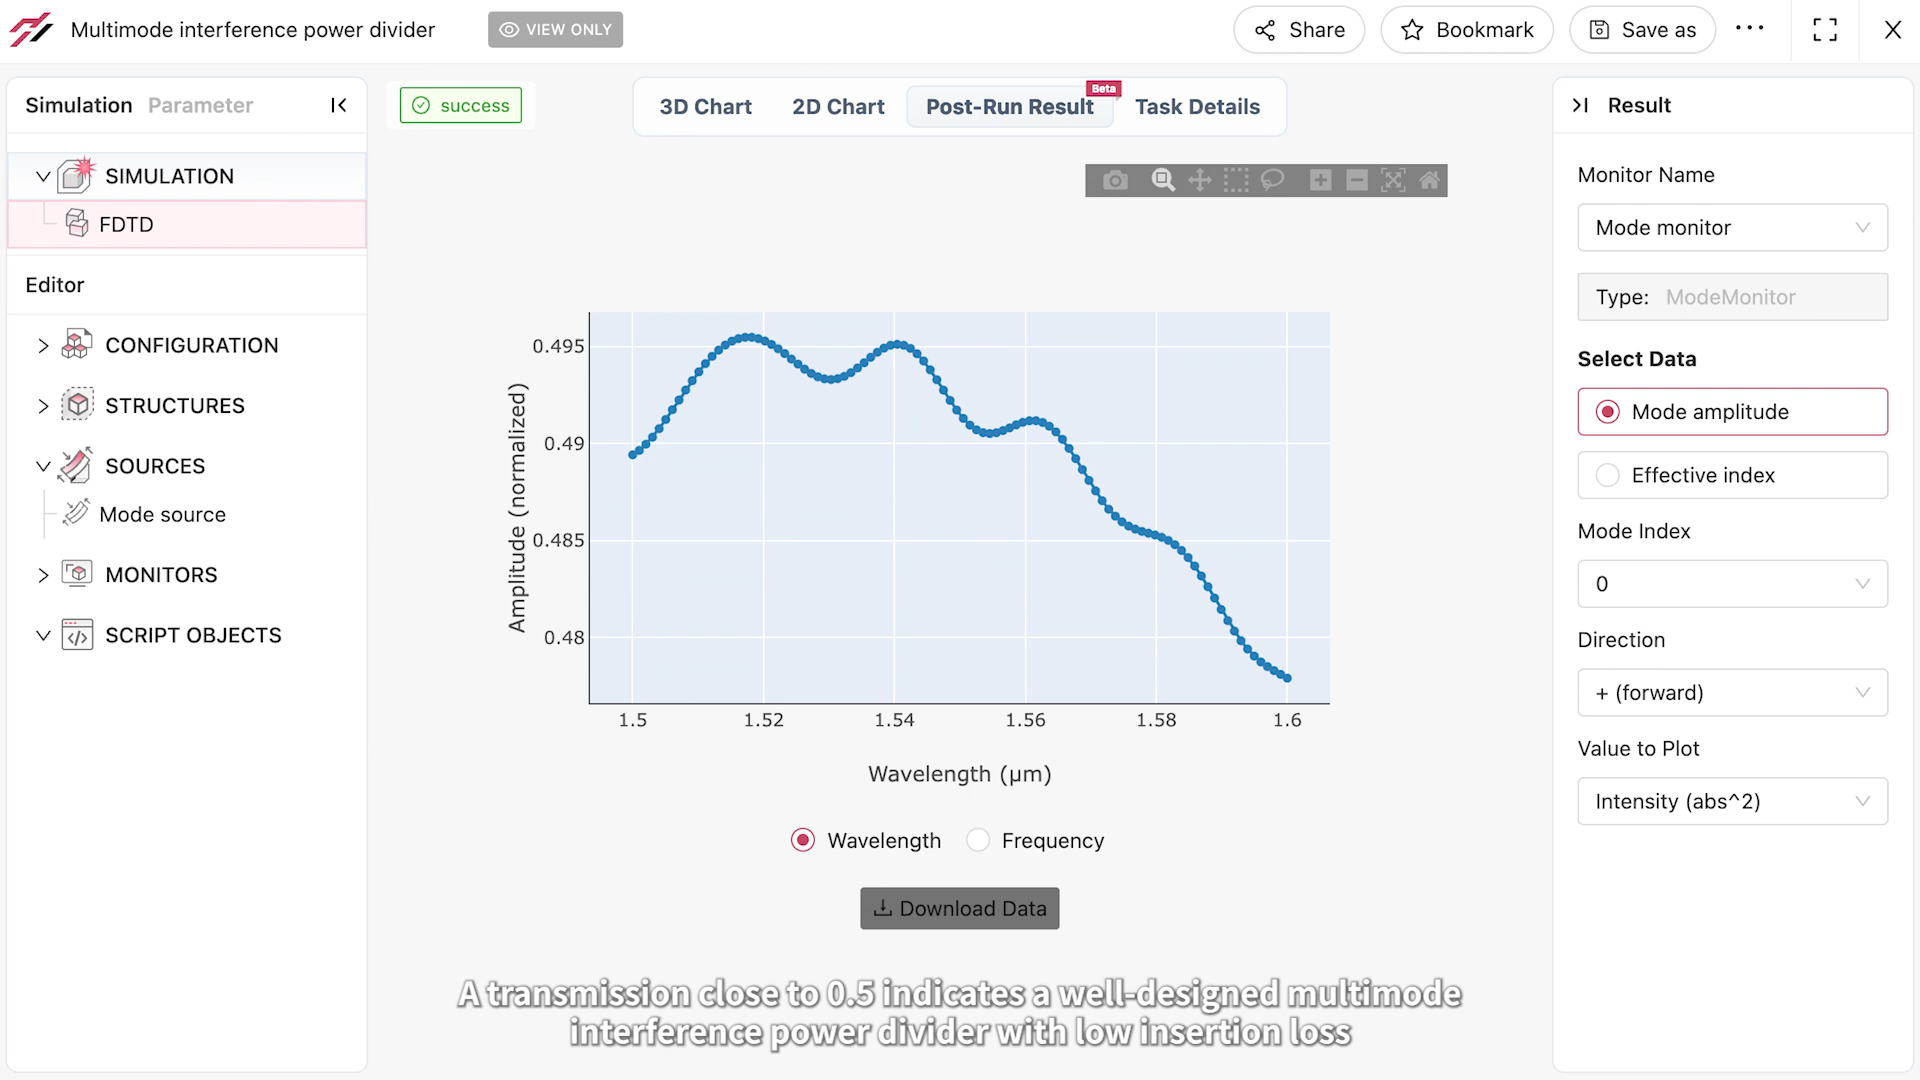 Multimode interference power divider
VIEW ONLY
Share
Bookmark
Save as
Simulation Parameter
SIMULATION
FDTD
Editor
CONFIGURATION
STRUCTURES
SOURCES
Mode source
MONITORS
SCRIPT OBJECTS
success
3D Chart
2D Chart
Post-Run Result
Beta
Task Details
0.495
0.49
0.485
0.48
Amplitude (normalized)
1.5 1.52 1.54 1.56 1.58 1.6
Wavelength (μm)
Wavelength Frequency
Download Data
A transmission close to 0.5 indicates a well-designed multimode
interference power divider with low insertion loss
Result
Monitor Name
Mode monitor
Type: ModeMonitor
Select Data
Mode amplitude
Effective index
Mode Index
0
Direction
+ (forward)
Value to Plot
Intensity (abs^2)